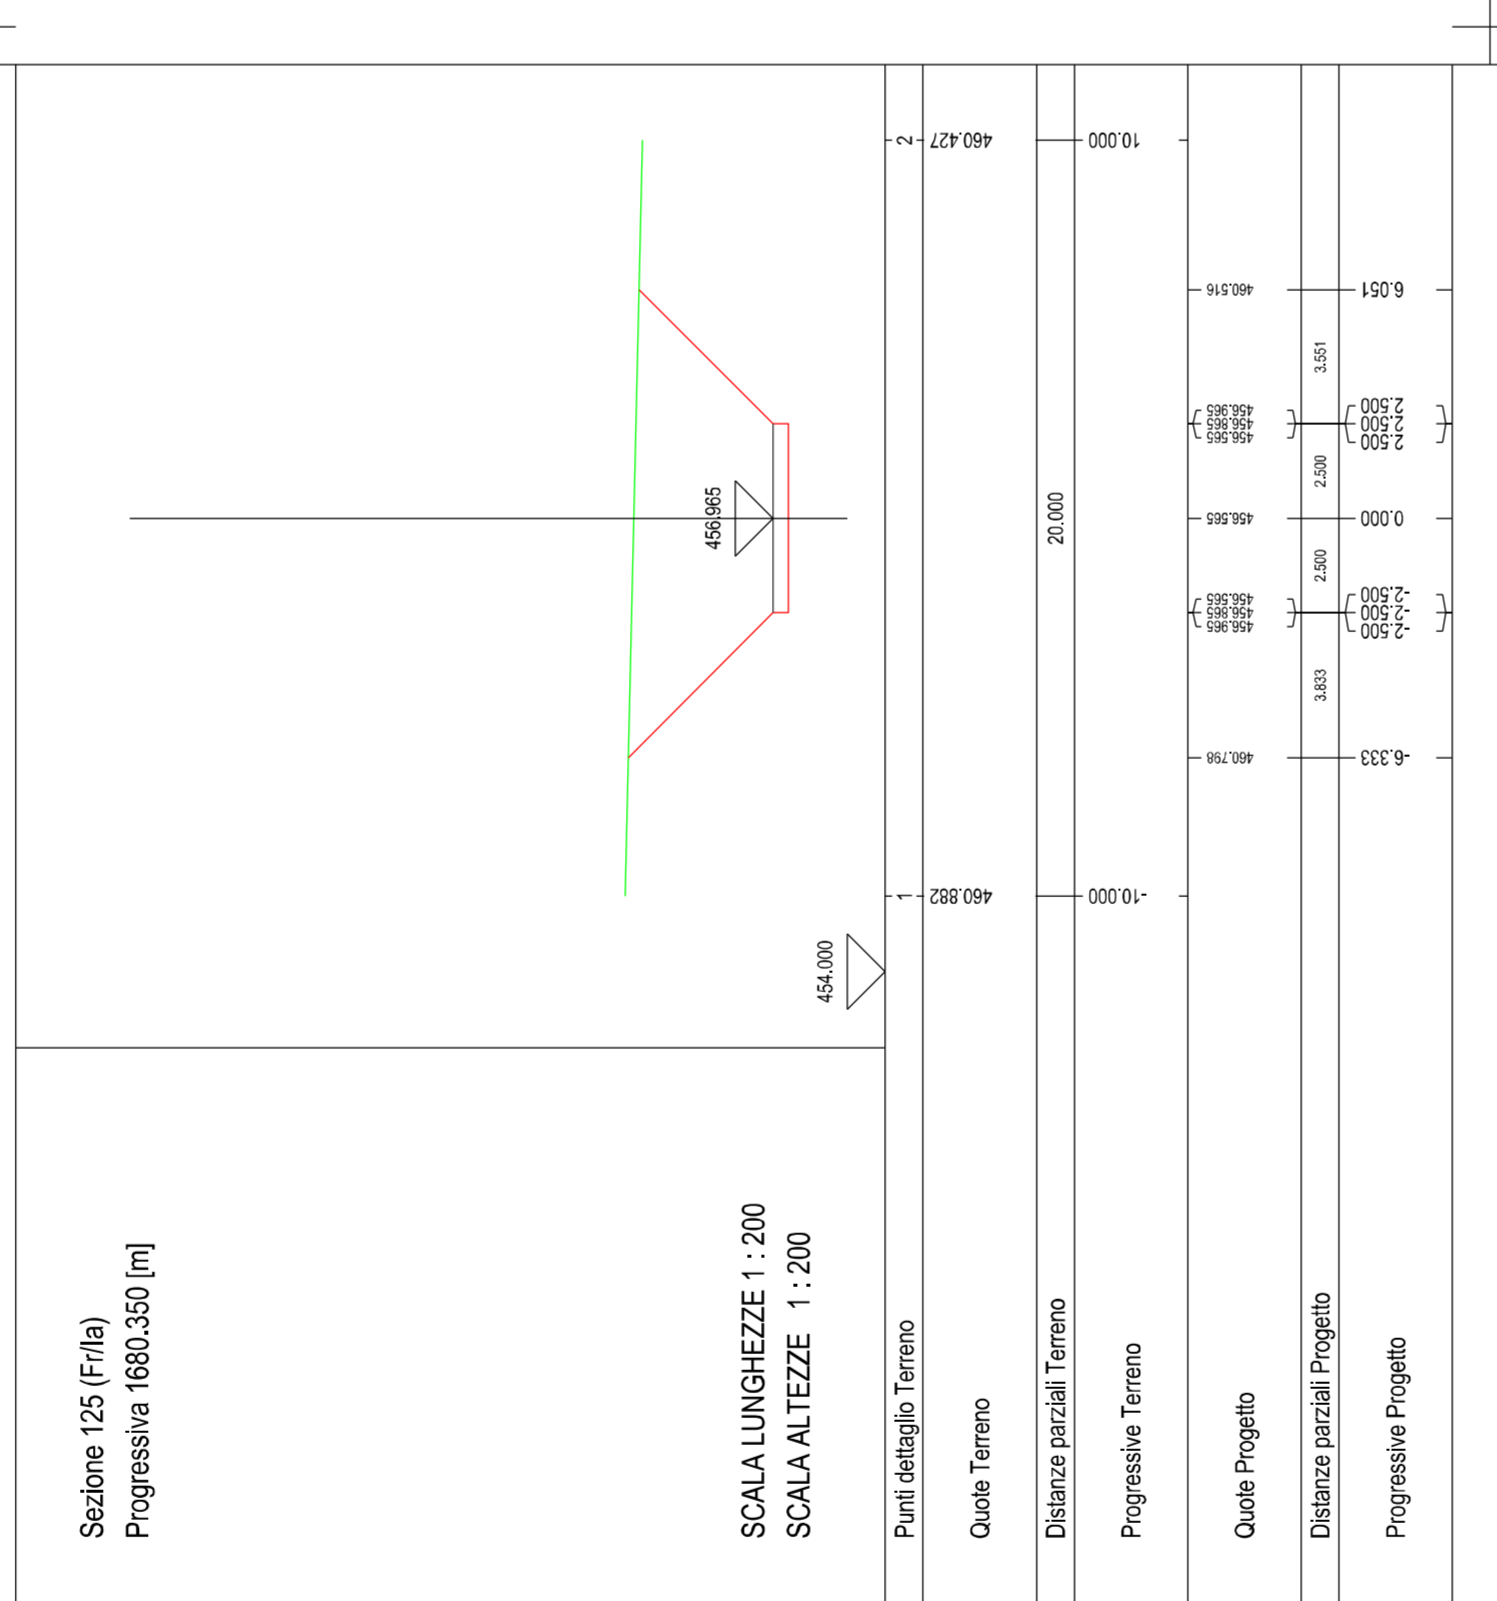 Sezione 125 (Fr/Ia)
Progressiva 1680.350 [m]
456.965
SCALA LUNGHEZZE 1 : 200
SCALA ALTEZZE 1 : 200
454.000
Punti dettaglio Terreno
1
2
Quote Terreno
460.882
460.427
Distanze parziali Terreno
20.000
Progressive Terreno
-10.000
10.000
Quote Progetto
460.798
456.965
456.865
456.565
456.565
456.565
456.865
456.965
460.516
Distanze parziali Progetto
3.833
2.500
2.500
3.551
Progressive Progetto
-6.333
-2.500
-2.500
-2.500
0.000
2.500
2.500
2.500
6.051